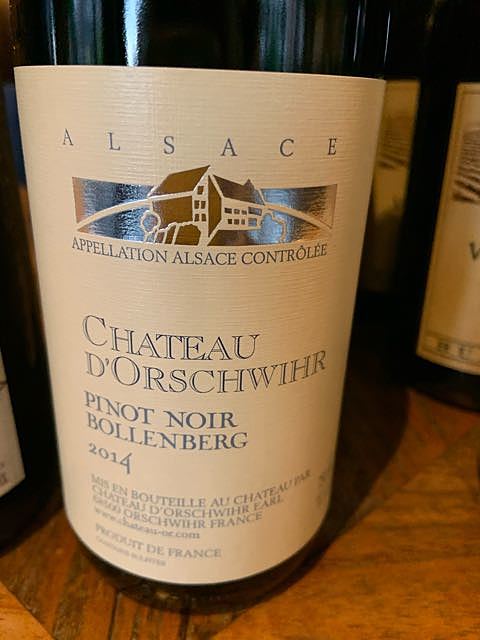 ALSACE
APPELLATION ALSACE CONTRÔLÉE
CHATEAU
D'ORSCHWIHR
PINOT NOIR
BOLLENBERG
2014
MIS EN BOUTEILLE AU CHATEAU PAR
CHATEAU D'ORSCHWIHR EARL
68500 ORSCHWIHR FRANCE
www.chateau-or.com
PRODUIT DE FRANCE